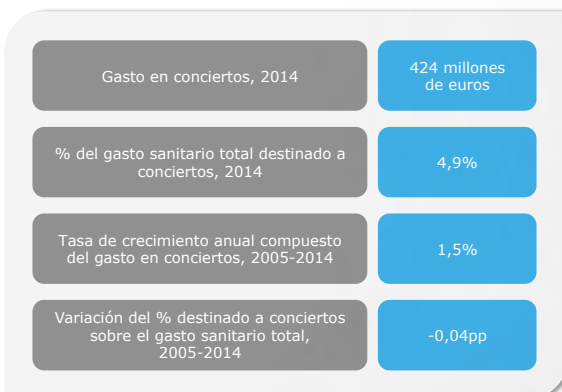 Gasto en conciertos, 2014
424 millones
de euros
% del gasto sanitario total destinado a
conciertos, 2014
4,9%
Tasa de crecimiento anual compuesto
del gasto en conciertos, 2005-2014
1,5%
Variación del % destinado a conciertos
sobre el gasto sanitario total,
2005-2014
-0,04pp